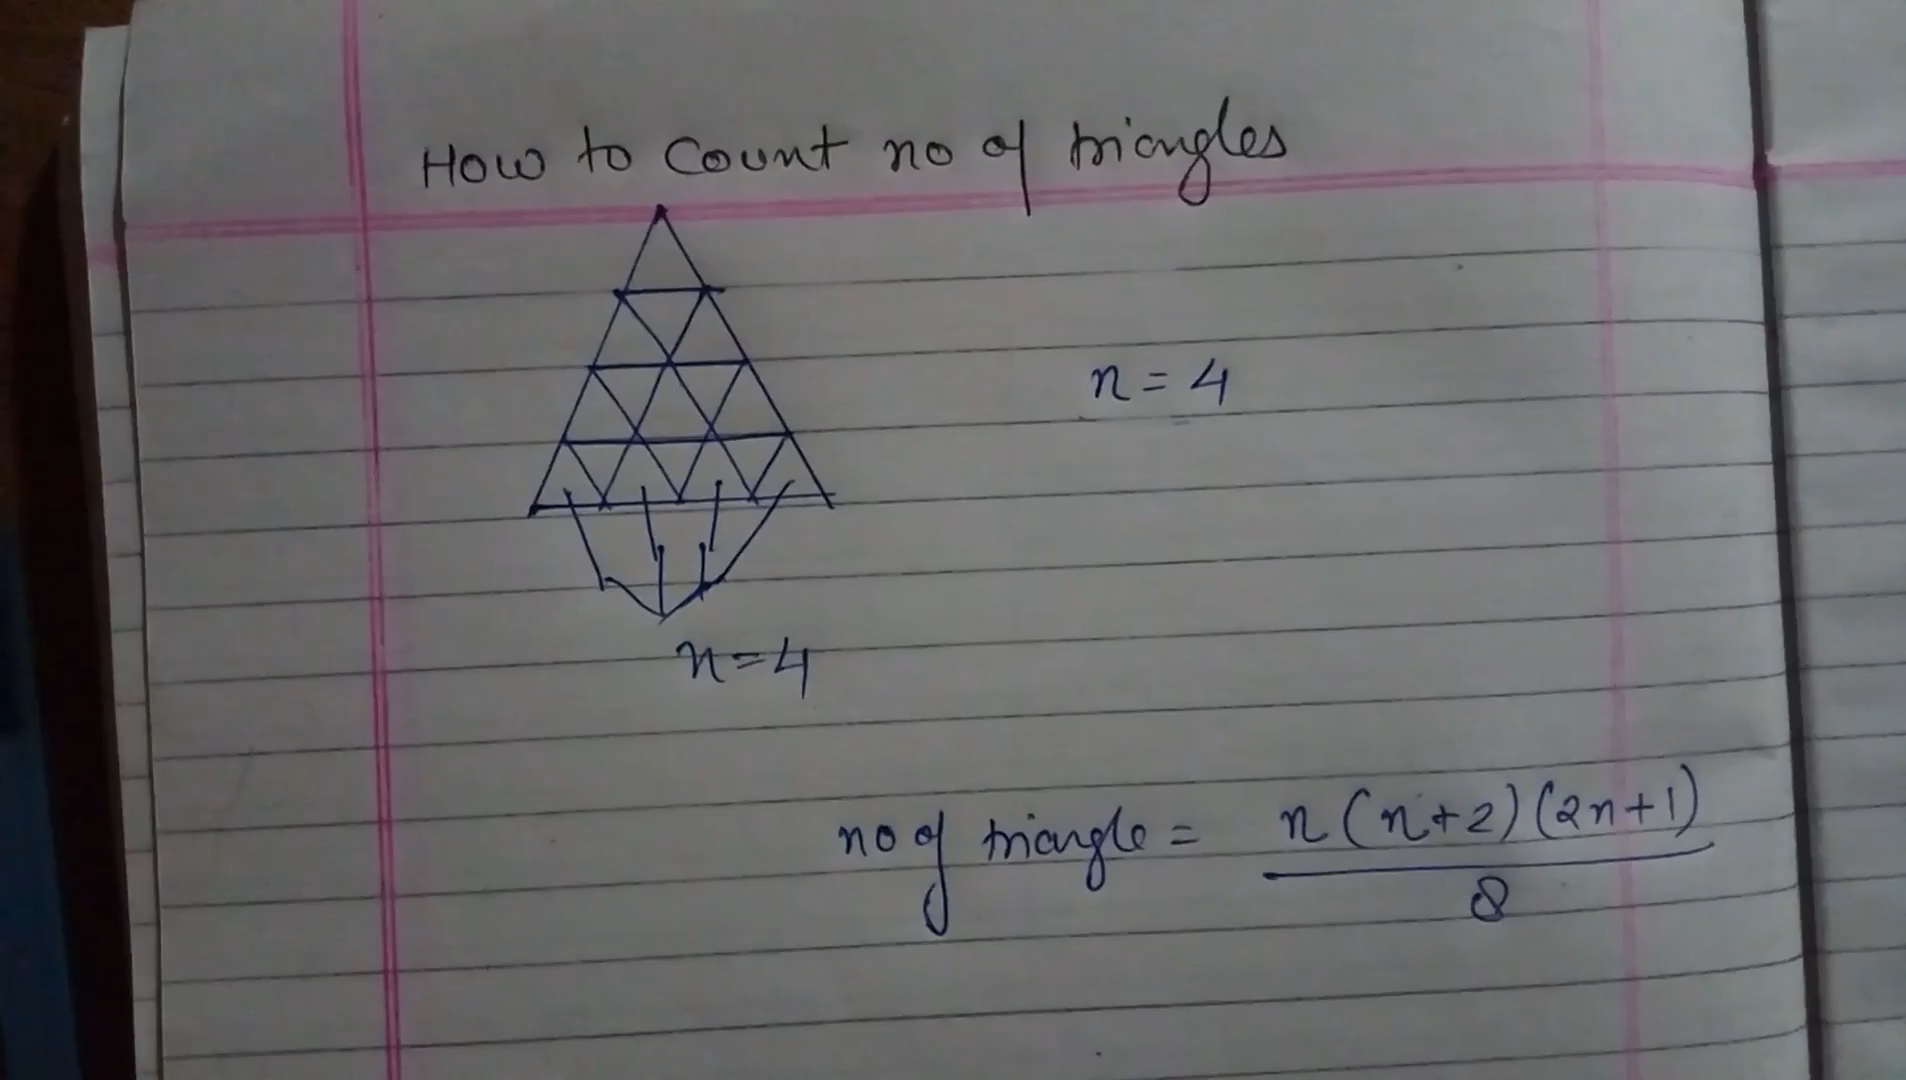 How to count no of triangles
n = 4
n = 4
no of triangle = n(n+2)(2n+1)
8